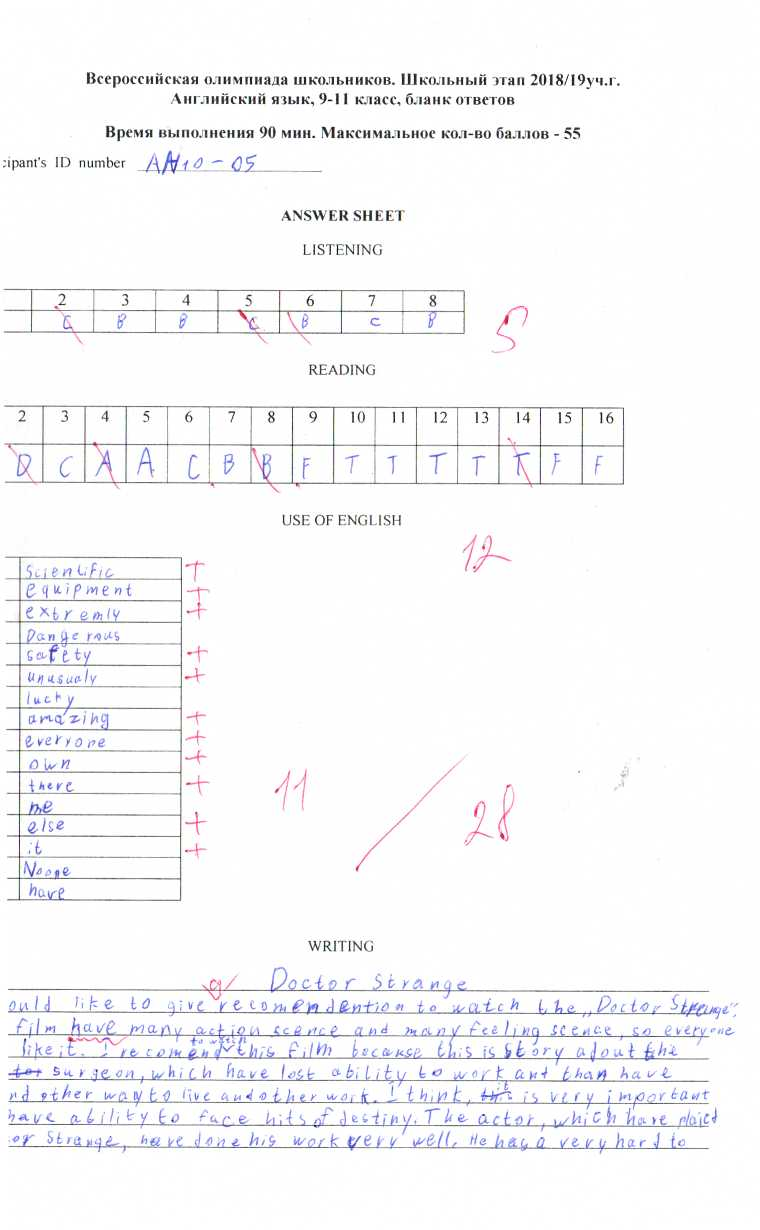 Всероссийская олимпиада школьников. Школьный этап 2018/19уч.г.
Английский язык, 9-11 класс, бланк ответов
Время выполнения 90 мин. Максимальное кол-во баллов - 55
cipant's ID number AN10-05
ANSWER SHEET
LISTENING
2 3 4 5 6 7 8
C B B C B C B
5
READING
2 3 4 5 6 7 8 9 10 11 12 13 14 15 16
D C A A C B B F T T T T T F F
USE OF ENGLISH
12
Scientific +
equipment +
extremly +
Dangerous
safety +
unusualy +
lucky
amazing +
everyone +
own +
there +
me
else +
it +
Noone
have
11 / 28
WRITING
Doctor Strange
ould like to give recomendention to watch the „Doctor Strange",
film have many action scence and many feeling scence, so everyone
like it. I recomend to watch this film bocause this is story adout the
surgeon, which have lost ability to work and than have
nd other way to live and other work. I think, it is very important
have ability to face hits of destiny. The actor, which have plaied
or Strange, have done his work very well. He has a very hard to